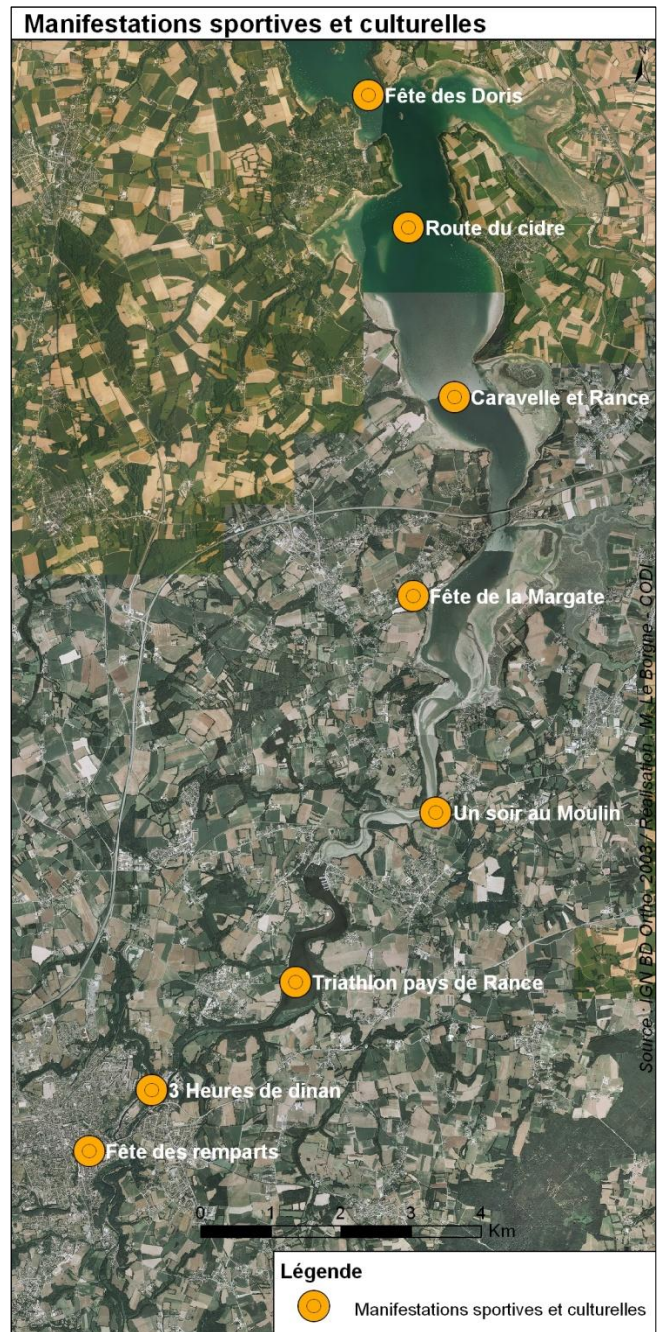 Manifestations sportives et culturelles
Fête des Doris
Route du cidre
Caravelle et Rance
Fête de la Margate
Un soir au Moulin
Triathlon pays de Rance
3 Heures de dinan
Fête des remparts
Source : IGN BD Ortho, 2003 / Réalisation : M. Le Borgne - CODI
0 1 2 3 4
Km
Légende
Manifestations sportives et culturelles